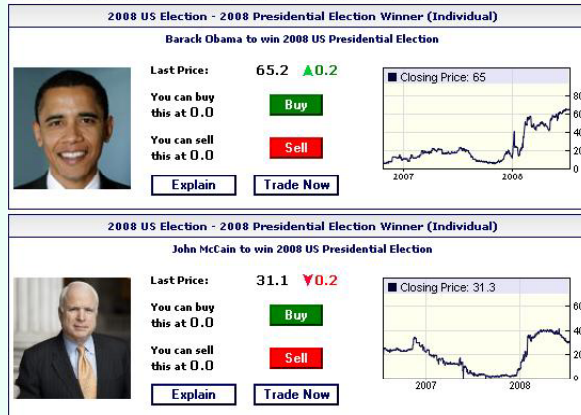 2008 US Election - 2008 Presidential Election Winner (Individual)
Barack Obama to win 2008 US Presidential Election
Last Price: 65.2 0.2
You can buy
this at 0.0
Buy
You can sell
this at 0.0
Sell
Explain Trade Now
Closing Price: 65
80
60
40
20
0
2007 2008
2008 US Election - 2008 Presidential Election Winner (Individual)
John McCain to win 2008 US Presidential Election
Last Price: 31.1 0.2
You can buy
this at 0.0
Buy
You can sell
this at 0.0
Sell
Explain Trade Now
Closing Price: 31.3
60
40
20
0
2007 2008